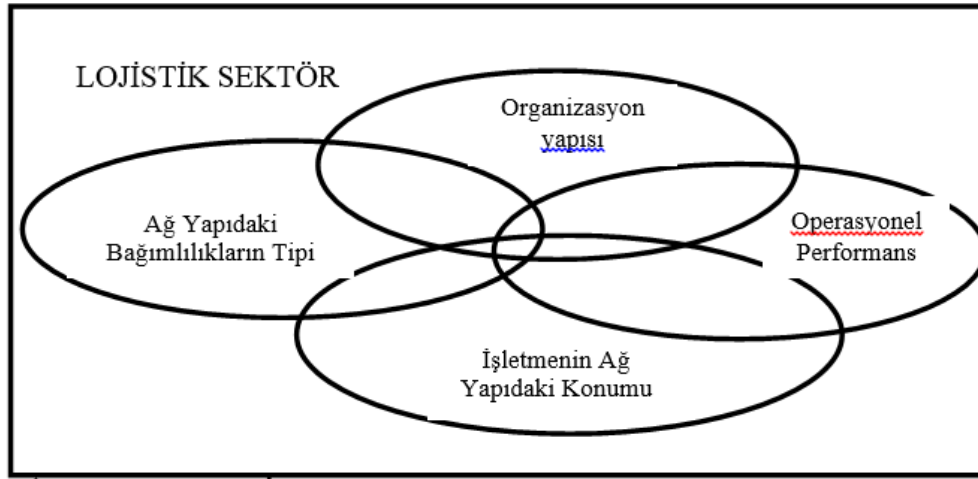 LOJİSTİK SEKTÖR
Organizasyon
yapısı
Ağ Yapıdaki
Bağımlılıkların Tipi
Operasyonel
Performans
İşletmenin Ağ
Yapıdaki Konumu